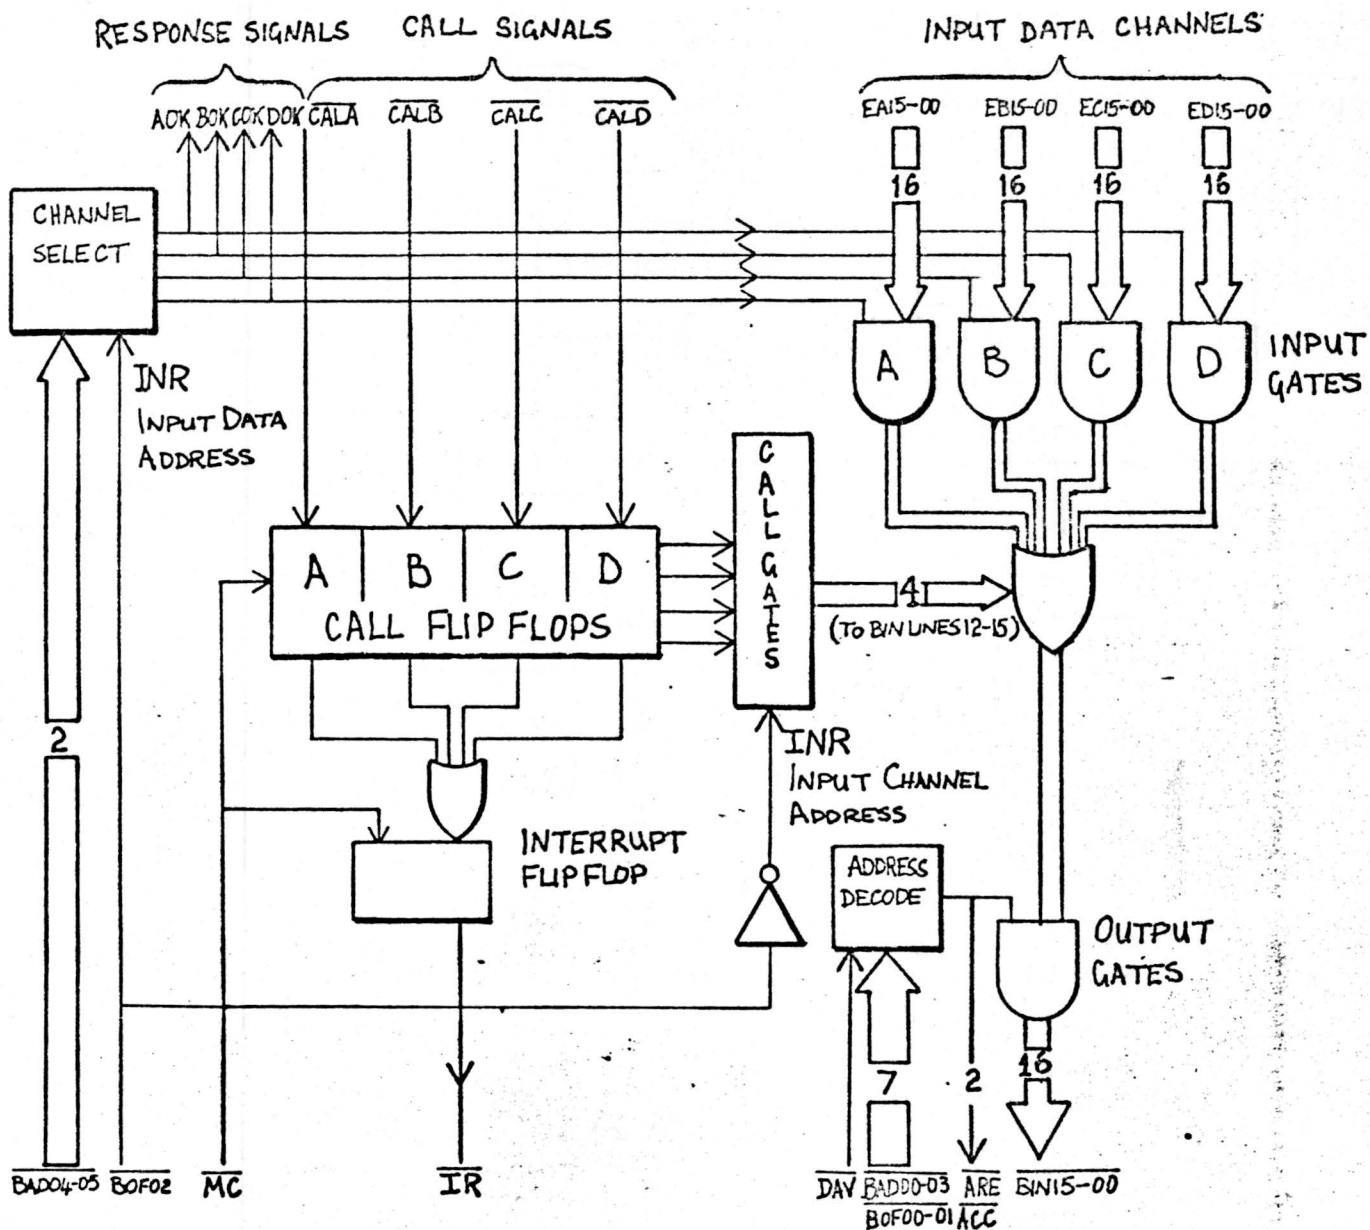 RESPONSE SIGNALS
CALL SIGNALS
INPUT DATA CHANNELS
AOK BOK COK DOK CALA CALB CALC CALD
EA15-00 EB15-00 EC15-00 ED15-00
16 16 16 16
CHANNEL
SELECT
A B C D
INPUT
GATES
INR
INPUT DATA
ADDRESS
CALL GATES
A B C D
CALL FLIP FLOPS
4
(TO BIN LINES 12-15)
2
INR
INPUT CHANNEL
ADDRESS
INTERRUPT
FLIP FLOP
ADDRESS
DECODE
OUTPUT
GATES
7 2 16
BAD04-05 BOF02 MC IR DAV BAD00-03 ARE BIN15-00
BOF00-01 ACC